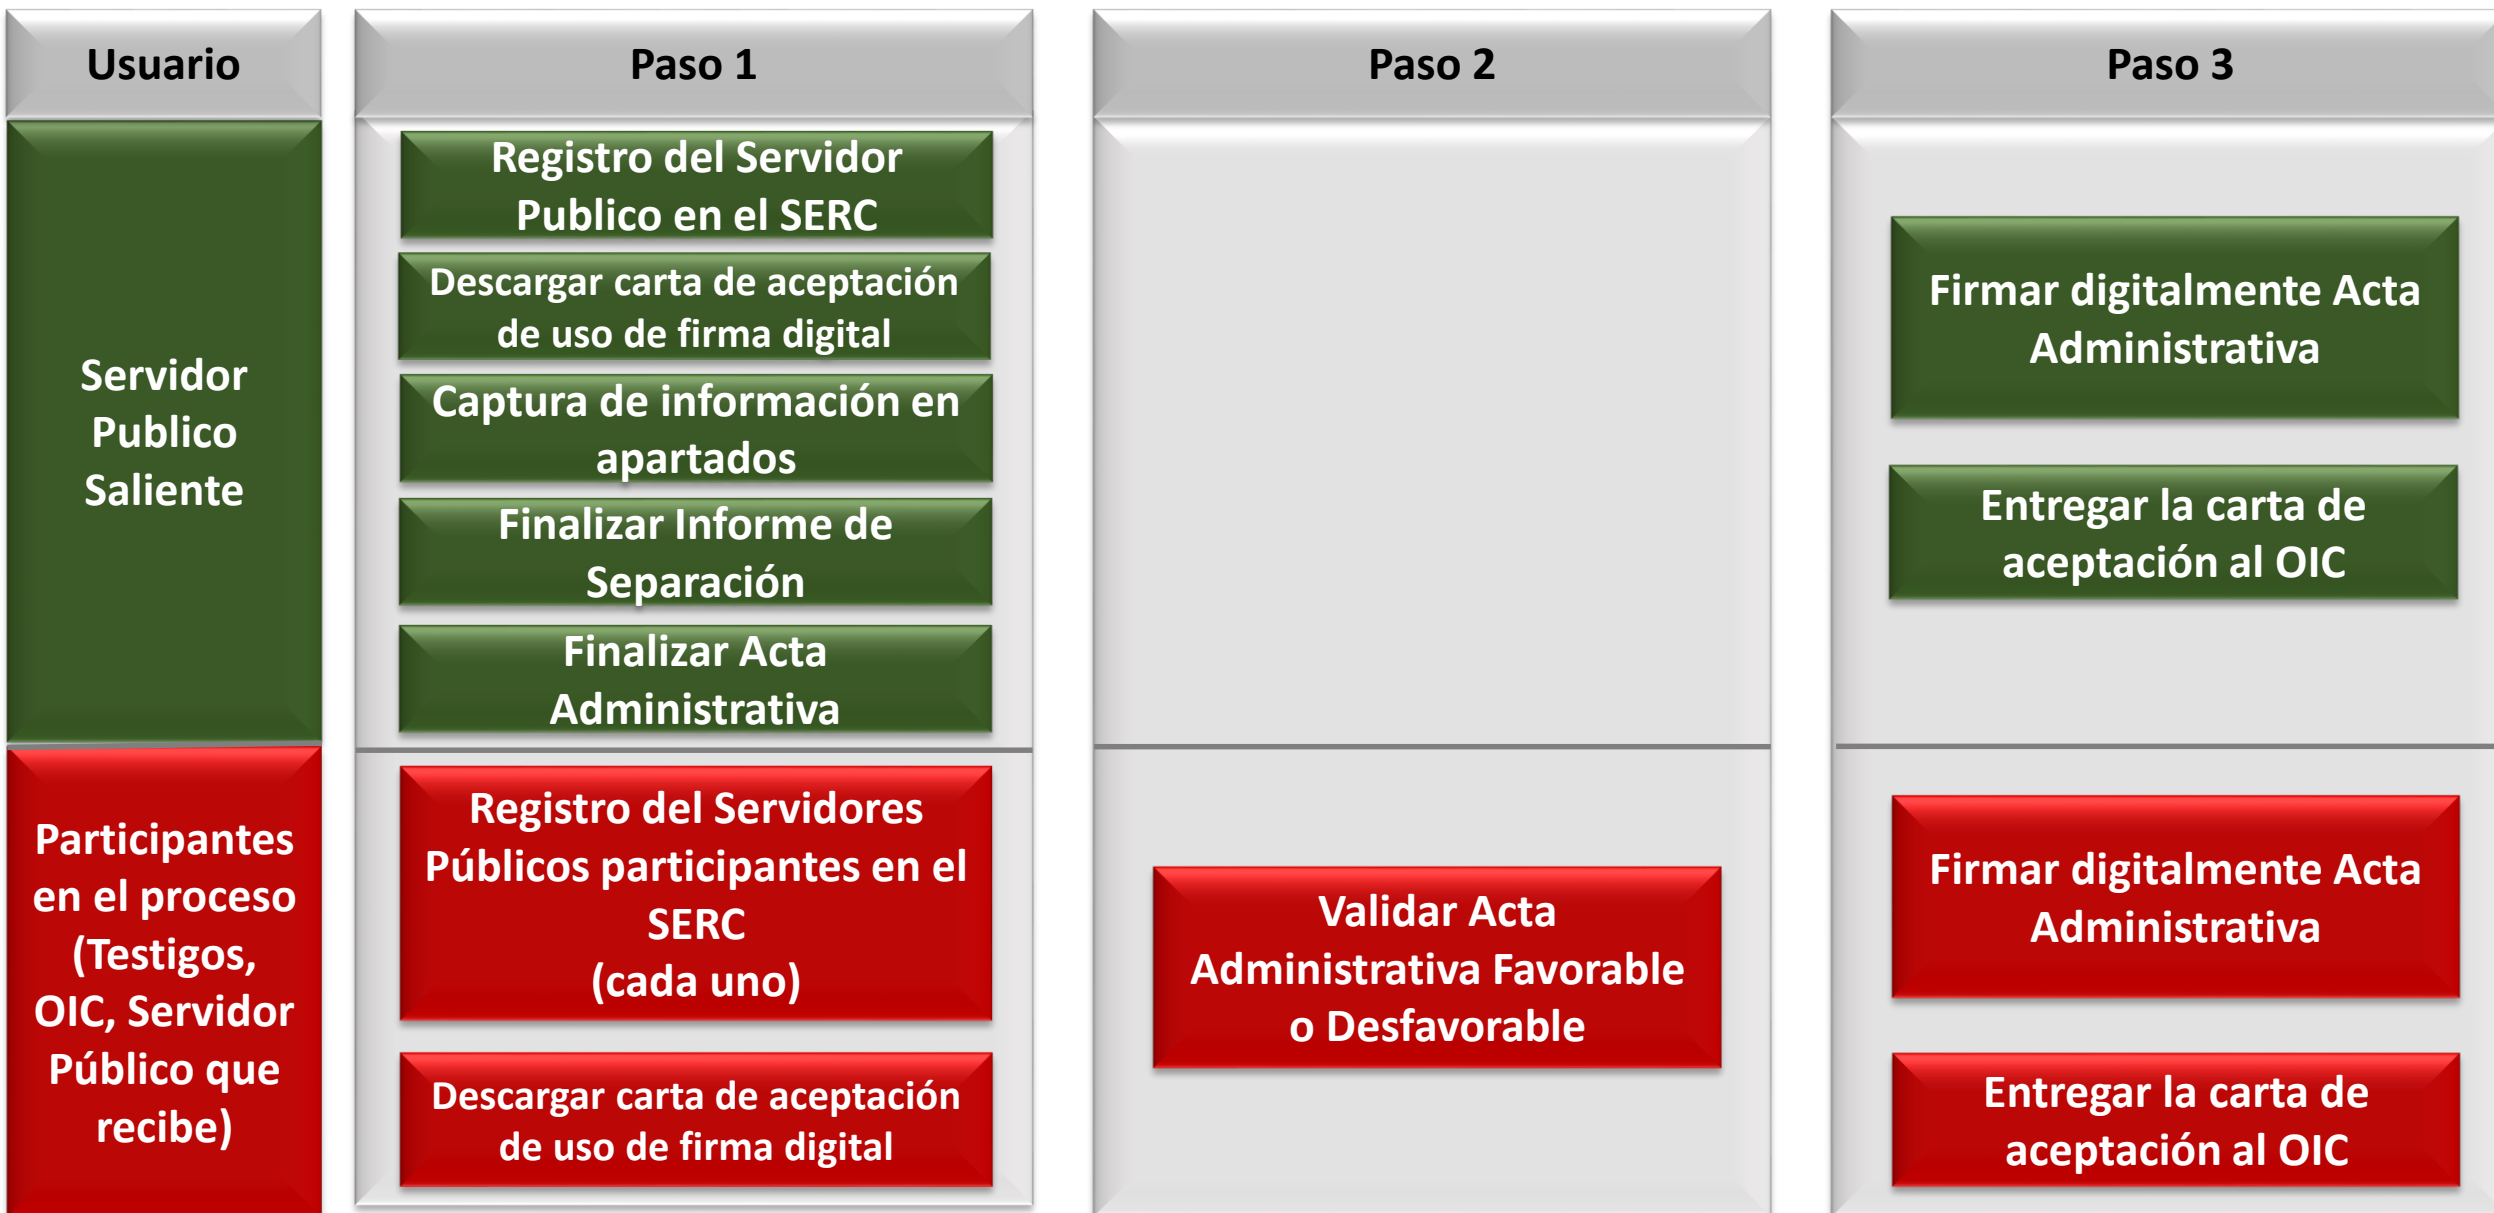 Usuario
Paso 1
Paso 2
Paso 3
Servidor
Publico
Saliente
Registro del Servidor
Publico en el SERC
Descargar carta de aceptación
de uso de firma digital
Captura de información en
apartados
Finalizar Informe de
Separación
Finalizar Acta
Administrativa
Firmar digitalmente Acta
Administrativa
Entregar la carta de
aceptación al OIC
Participantes
en el proceso
(Testigos,
OIC, Servidor
Público que
recibe)
Registro del Servidores
Públicos participantes en el
SERC
(cada uno)
Descargar carta de aceptación
de uso de firma digital
Validar Acta
Administrativa Favorable
o Desfavorable
Firmar digitalmente Acta
Administrativa
Entregar la carta de
aceptación al OIC